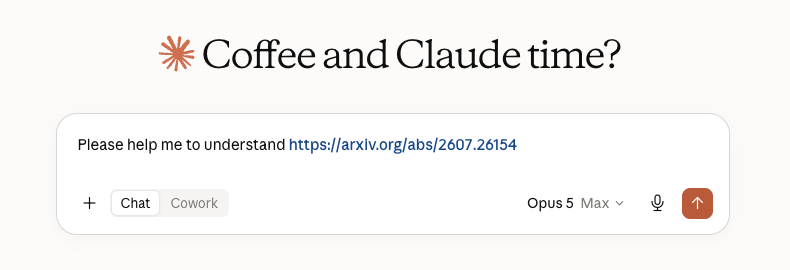 Coffee and Claude time?
Please help me to understand https://arxiv.org/abs/2607.26154
Chat Cowork Opus 5 Max